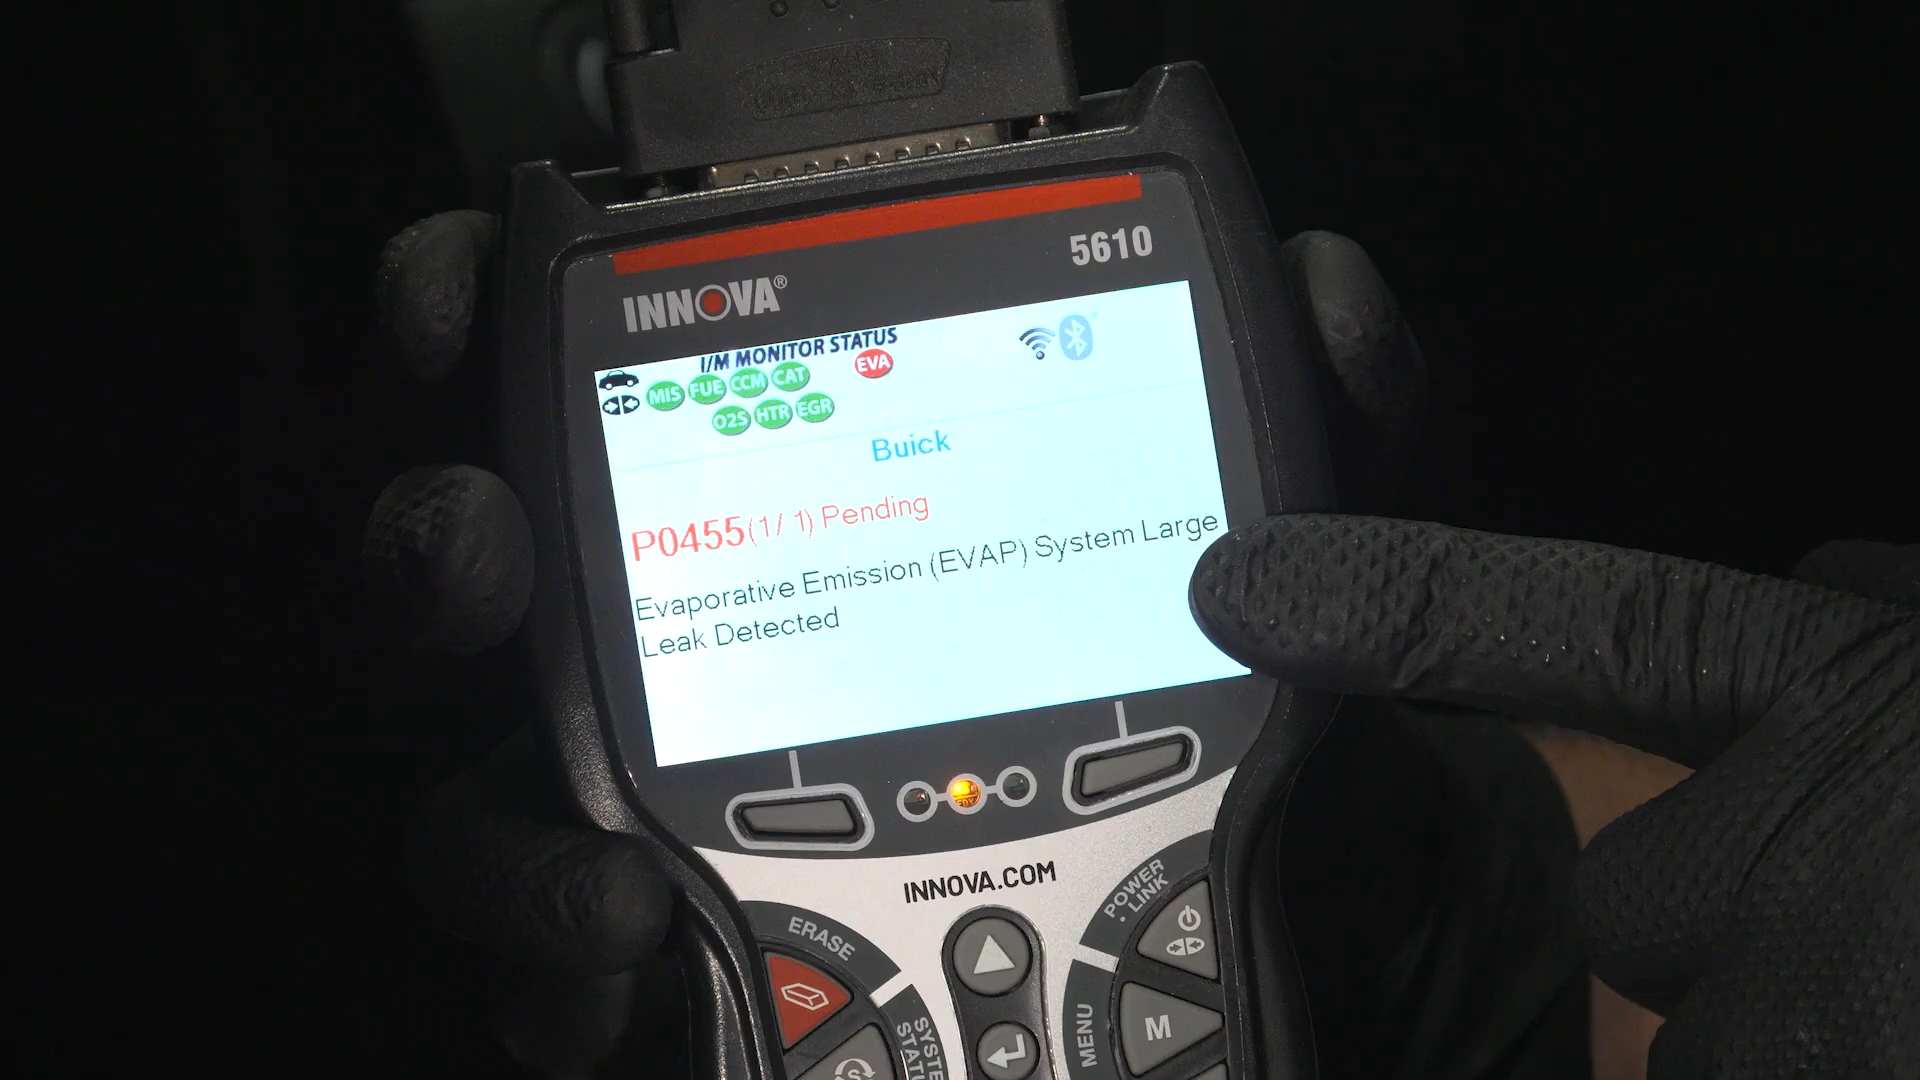 5610
INNOVA®
I/M MONITOR STATUS
MIS FUE CCM CAT EVA
O2S HTR EGR
Buick
P0455(1/ 1) Pending
Evaporative Emission (EVAP) System Large
Leak Detected
INNOVA.COM
ERASE
POWER
• LINK
MENU
M
S